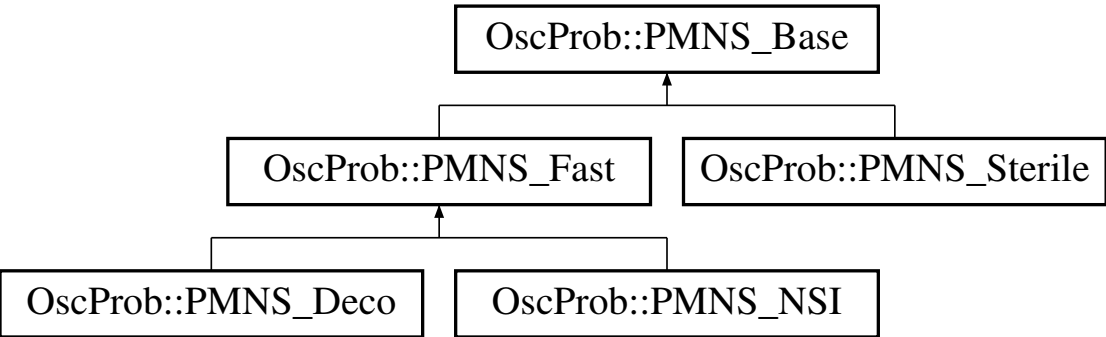 OscProb::PMNS_Base
OscProb::PMNS_Fast
OscProb::PMNS_Sterile
OscProb::PMNS_Deco
OscProb::PMNS_NSI